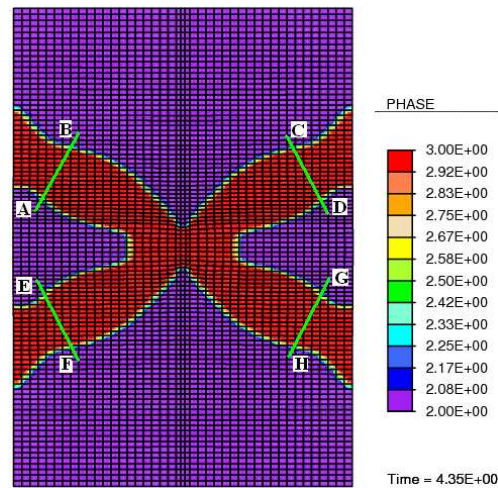 PHASE
B
C
3.00E+00
2.92E+00
2.83E+00
2.75E+00
2.67E+00
2.58E+00
2.50E+00
2.42E+00
2.33E+00
2.25E+00
2.17E+00
2.08E+00
2.00E+00
A
D
E
G
F
H
Time = 4.35E+00